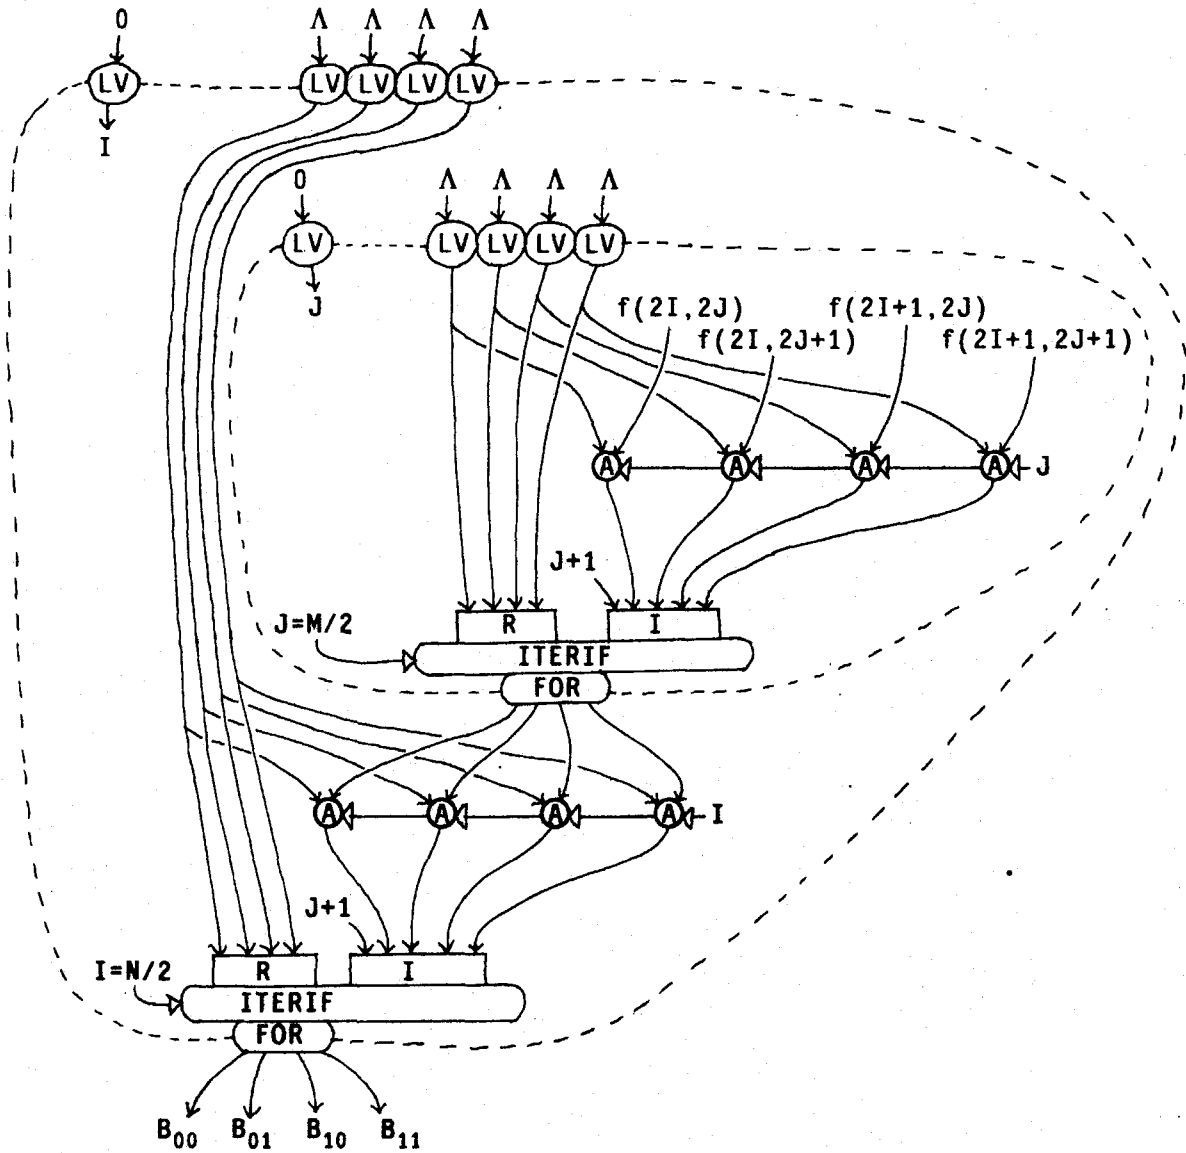 0 Λ Λ Λ Λ
LV LV LV LV LV
I
0 Λ Λ Λ Λ
LV LV LV LV LV
J
f(2I,2J) f(2I+1,2J)
f(2I,2J+1) f(2I+1,2J+1)
A A A A J
J+1
J=M/2 R I
ITERIF
FOR
A A A A I
J+1
I=N/2 R I
ITERIF
FOR
B00 B01 B10 B11